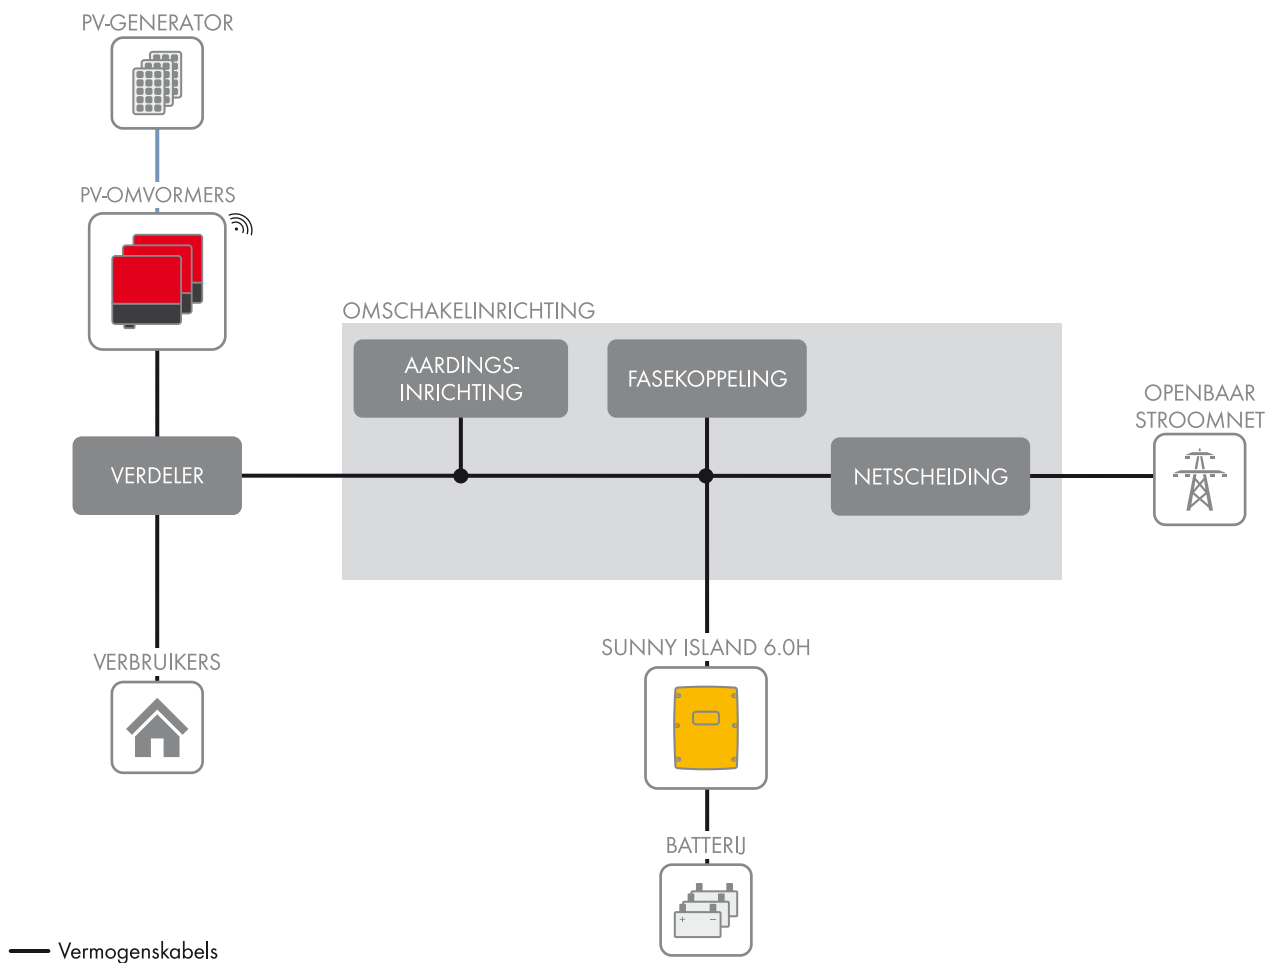 PV-GENERATOR
PV-OMVORMERS
OMSCHAKELINRICHTING
AARDINGS-
INRICHTING
FASEKOPPELING
OPENBAAR
STROOMNET
VERDELER
NETSCHEIDING
SUNNY ISLAND 6.0H
VERBRUIKERS
BATTERIJ
Vermogenskabels